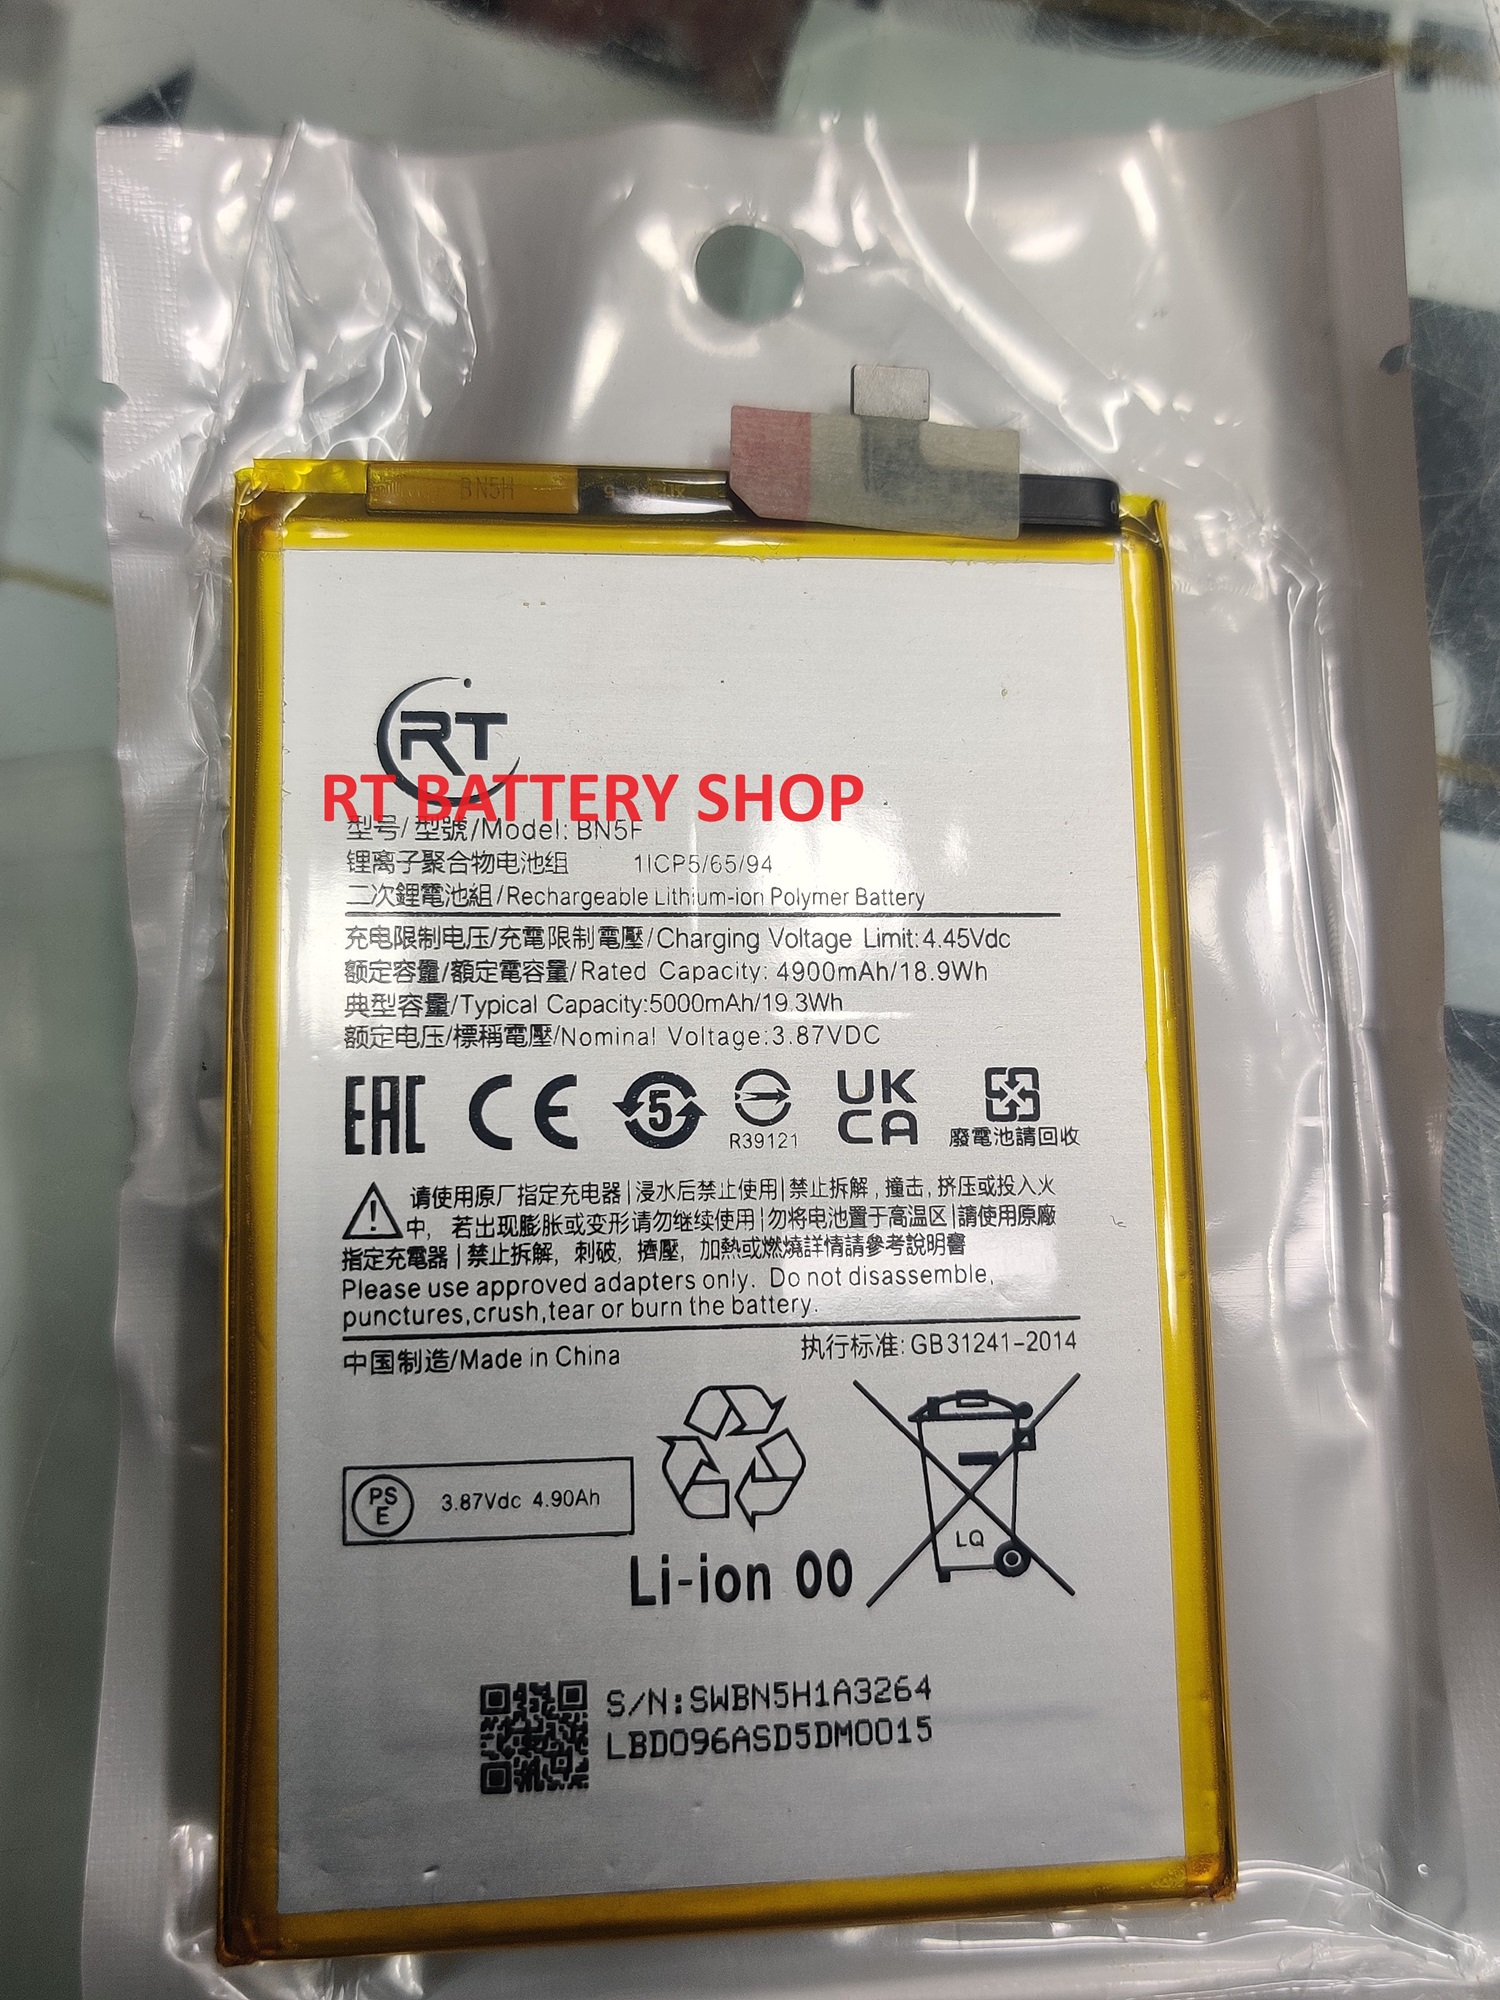 BN5H
RT
RT BATTERY SHOP
型号/型號/Model: BN5F
锂离子聚合物电池组 1ICP5/65/94
二次鋰電池組/Rechargeable Lithium-ion Polymer Battery
充电限制电压/充電限制電壓/Charging Voltage Limit:4.45Vdc
额定容量/額定電容量/Rated Capacity: 4900mAh/18.9Wh
典型容量/Typical Capacity:5000mAh/19.3Wh
额定电压/標稱電壓/Nominal Voltage:3.87VDC
EAC CE 5 R39121 UK CA 廢電池請回收
请使用原厂指定充电器|浸水后禁止使用|禁止拆解,撞击,挤压或投入火
中,若出现膨胀或变形请勿继续使用|勿将电池置于高温区|請使用原廠
指定充電器|禁止拆解,刺破,擠壓,加熱或燃燒詳情請參考說明書
Please use approved adapters only. Do not disassemble,
punctures,crush,tear or burn the battery.
中国制造/Made in China 执行标准:GB31241-2014
PS E 3.87Vdc 4.90Ah
LQ
Li-ion 00
S/N:SWBN5H1A3264
LBD096ASD5DM0015